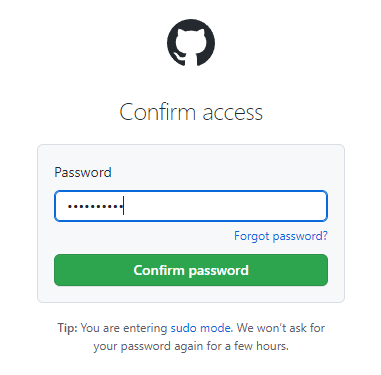 Confirm access
Password
••••••••••
Forgot password?
Confirm password
Tip: You are entering sudo mode. We won't ask for
your password again for a few hours.